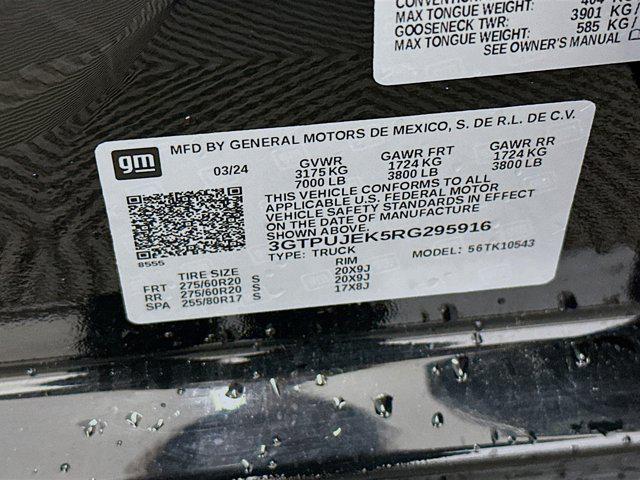 MAX TONGUE WEIGHT:
GOOSENECK TWR: 3901 KG/
MAX TONGUE WEIGHT: 585 KG/
SEE OWNER'S MANUAL
gm
MFD BY GENERAL MOTORS DE MEXICO, S. DE R.L. DE C.V.
03/24 GVWR GAWR FRT GAWR RR
3175 KG 1724 KG 1724 KG
7000 LB 3800 LB 3800 LB
THIS VEHICLE CONFORMS TO ALL
APPLICABLE U.S. FEDERAL MOTOR
VEHICLE SAFETY STANDARDS IN EFFECT
ON THE DATE OF MANUFACTURE
SHOWN ABOVE.
3GTPUJEK5RG295916
TYPE: TRUCK MODEL: 56TK10543
8555
TIRE SIZE RIM
FRT 275/60R20 S 20X9J
RR 275/60R20 S 20X9J
SPA 255/80R17 S 17X8J